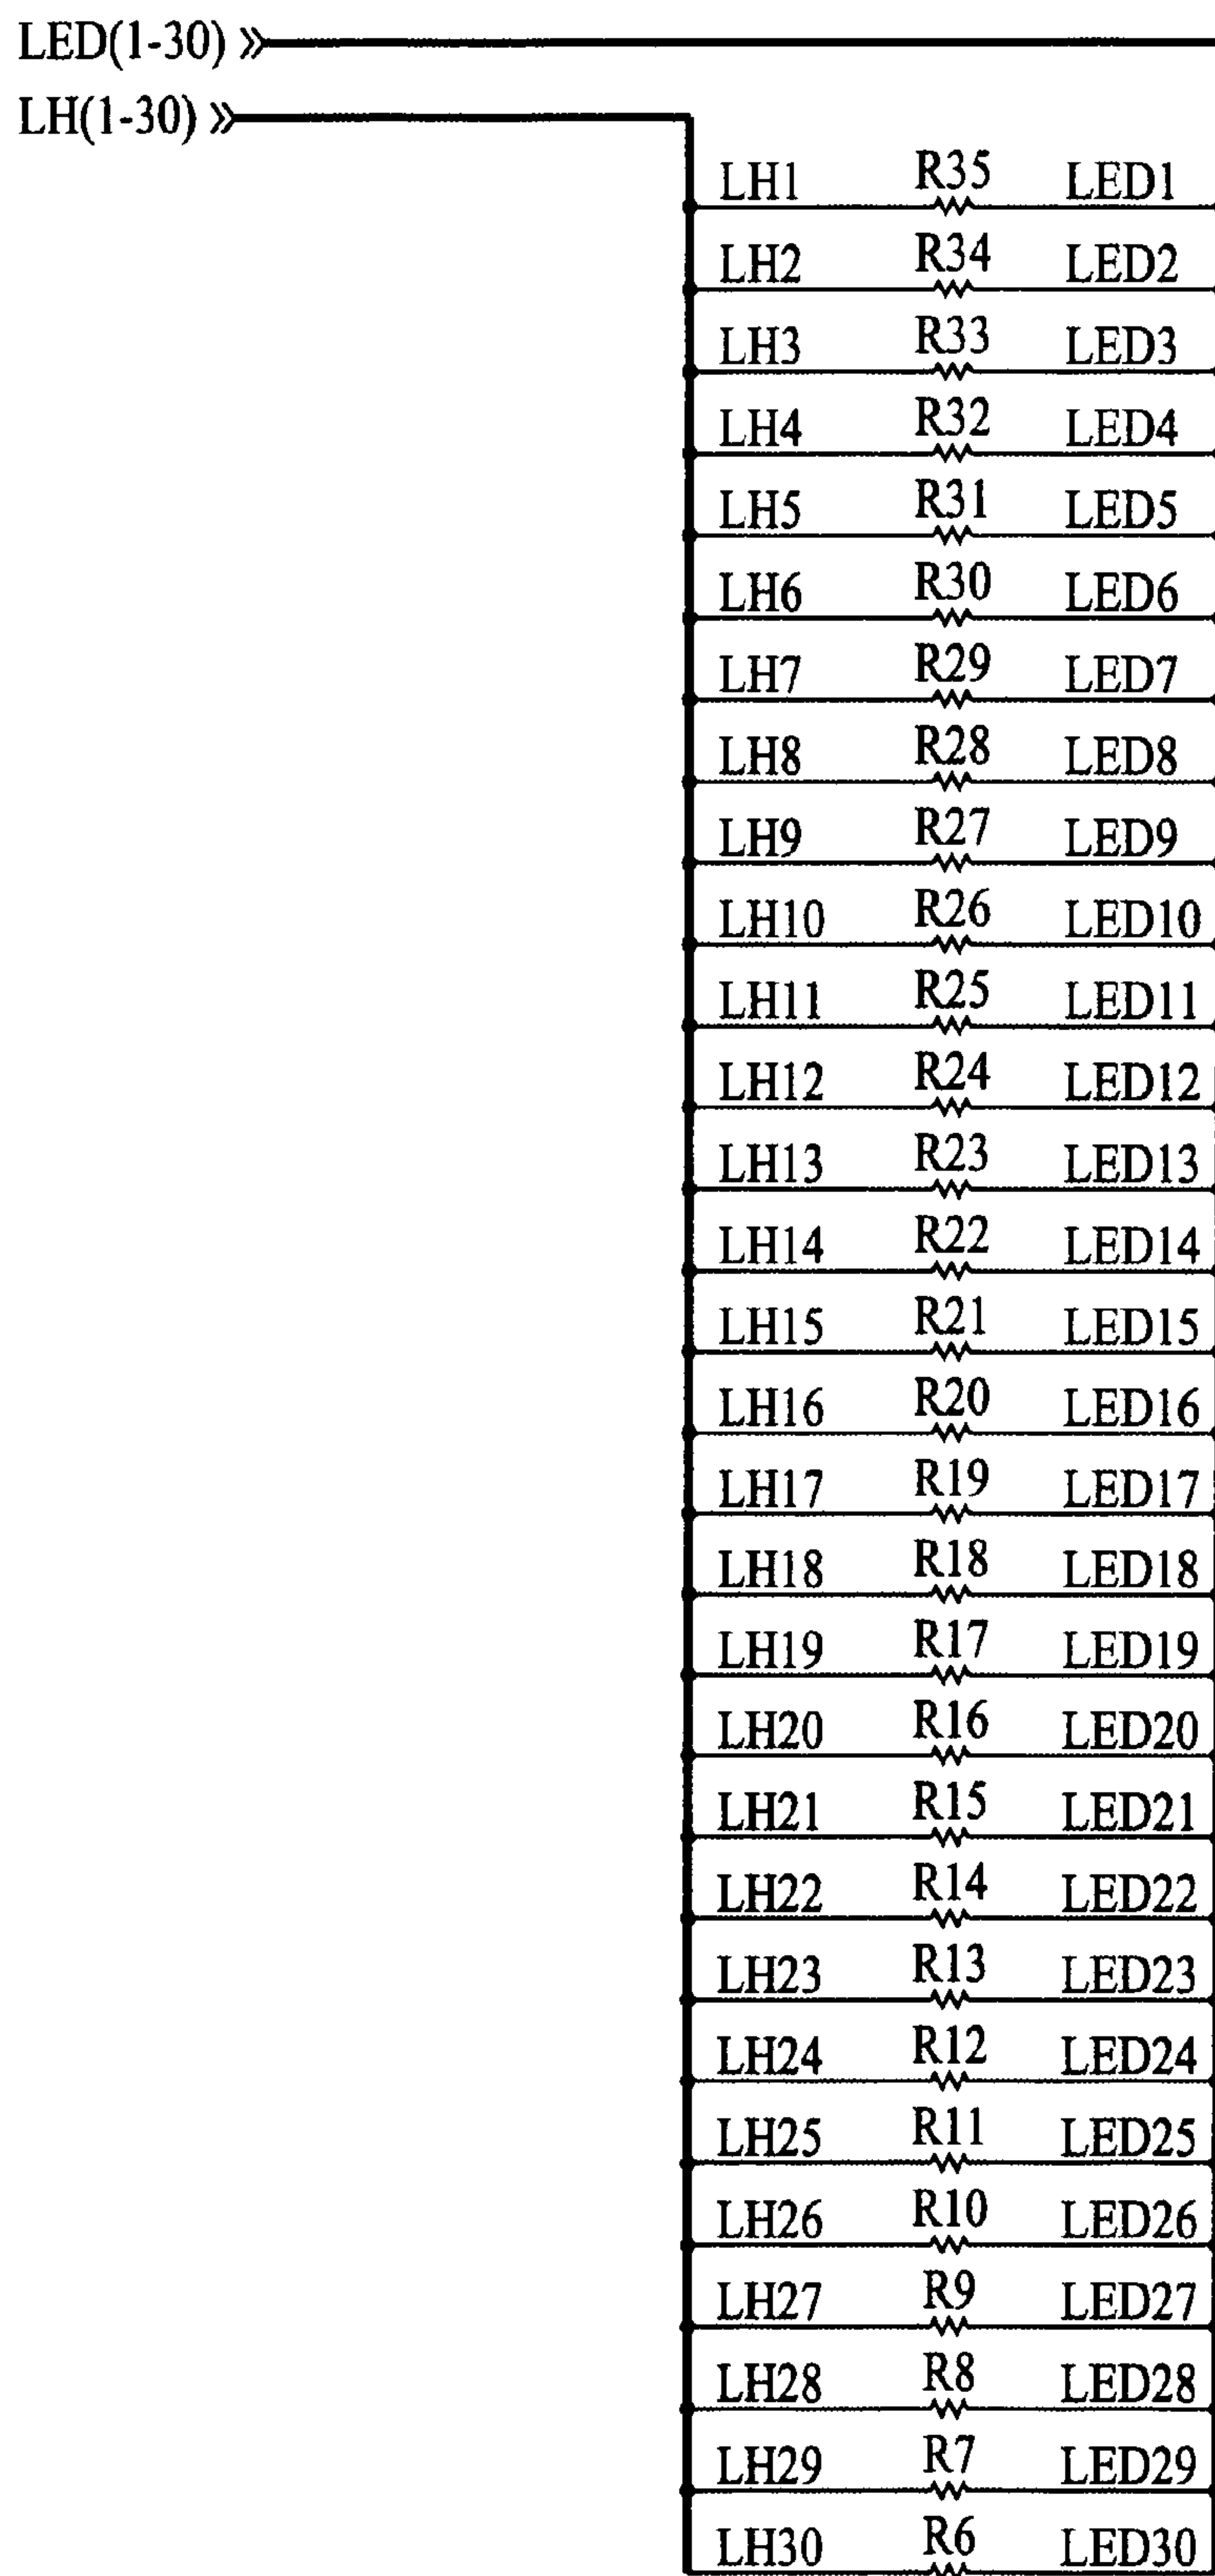 LED(1-30)
LH(1-30)
LH1 R35 LED1
LH2 R34 LED2
LH3 R33 LED3
LH4 R32 LED4
LH5 R31 LED5
LH6 R30 LED6
LH7 R29 LED7
LH8 R28 LED8
LH9 R27 LED9
LH10 R26 LED10
LH11 R25 LED11
LH12 R24 LED12
LH13 R23 LED13
LH14 R22 LED14
LH15 R21 LED15
LH16 R20 LED16
LH17 R19 LED17
LH18 R18 LED18
LH19 R17 LED19
LH20 R16 LED20
LH21 R15 LED21
LH22 R14 LED22
LH23 R13 LED23
LH24 R12 LED24
LH25 R11 LED25
LH26 R10 LED26
LH27 R9 LED27
LH28 R8 LED28
LH29 R7 LED29
LH30 R6 LED30